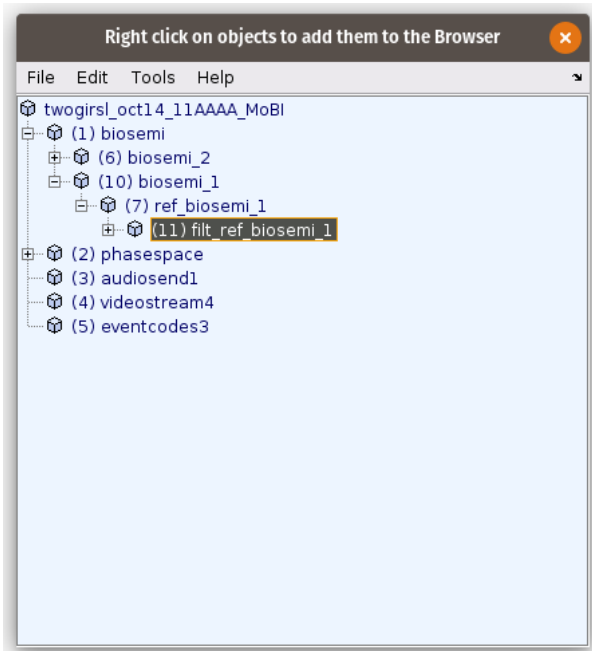 Right click on objects to add them to the Browser
File Edit Tools Help
twogirsl_oct14_11AAAA_MoBI
(1) biosemi
(6) biosemi_2
(10) biosemi_1
(7) ref_biosemi_1
(11) filt_ref_biosemi_1
(2) phasespace
(3) audiosend1
(4) videostream4
(5) eventcodes3